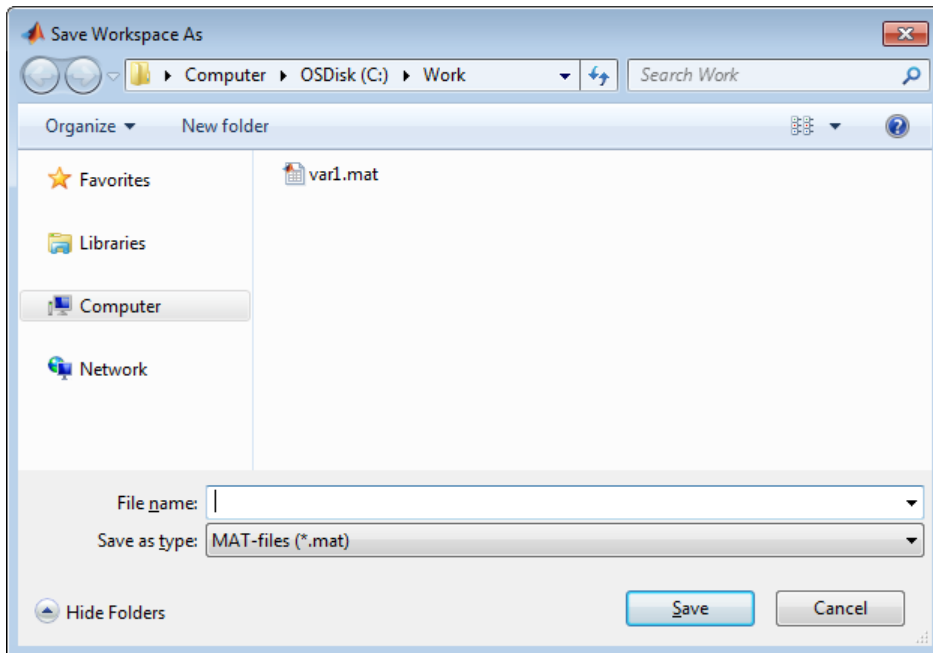 Save Workspace As
Computer OSDisk (C:) Work
Search Work
Organize New folder
Favorites
var1.mat
Libraries
Computer
Network
File name:
Save as type: MAT-files (*.mat)
Hide Folders Save Cancel